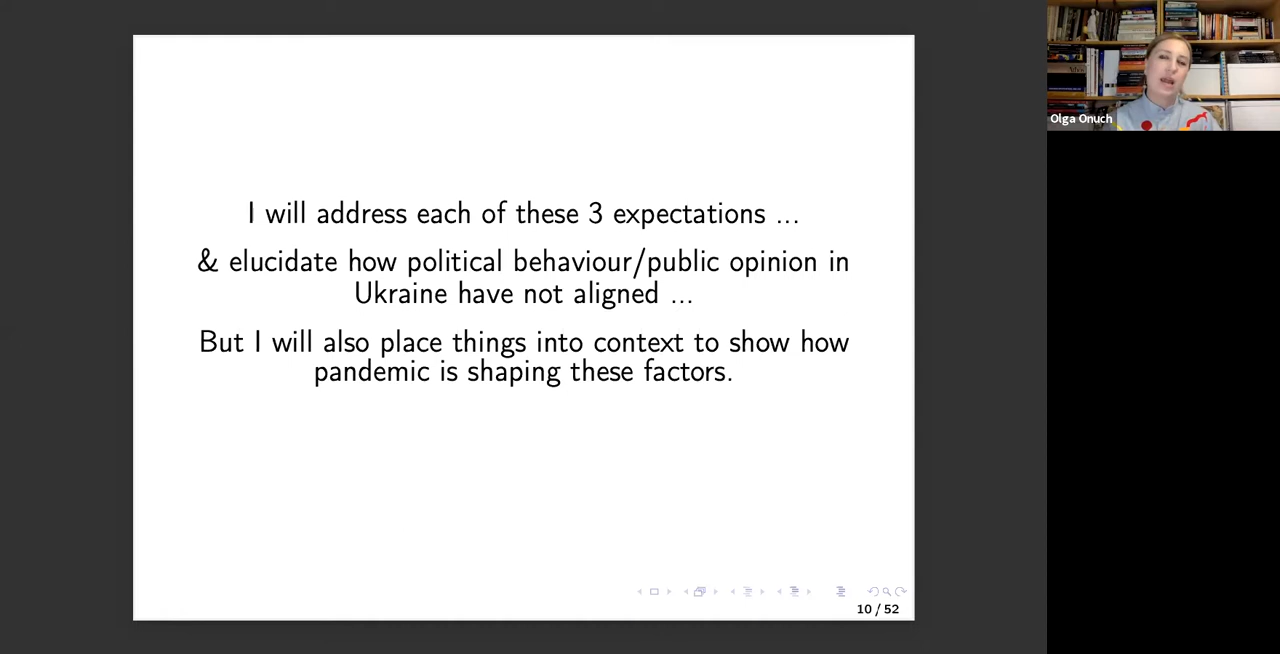 I will address each of these 3 expectations ...
& elucidate how political behaviour/public opinion in
Ukraine have not aligned ...
But I will also place things into context to show how
pandemic is shaping these factors.
10 / 52
Olga Onuch